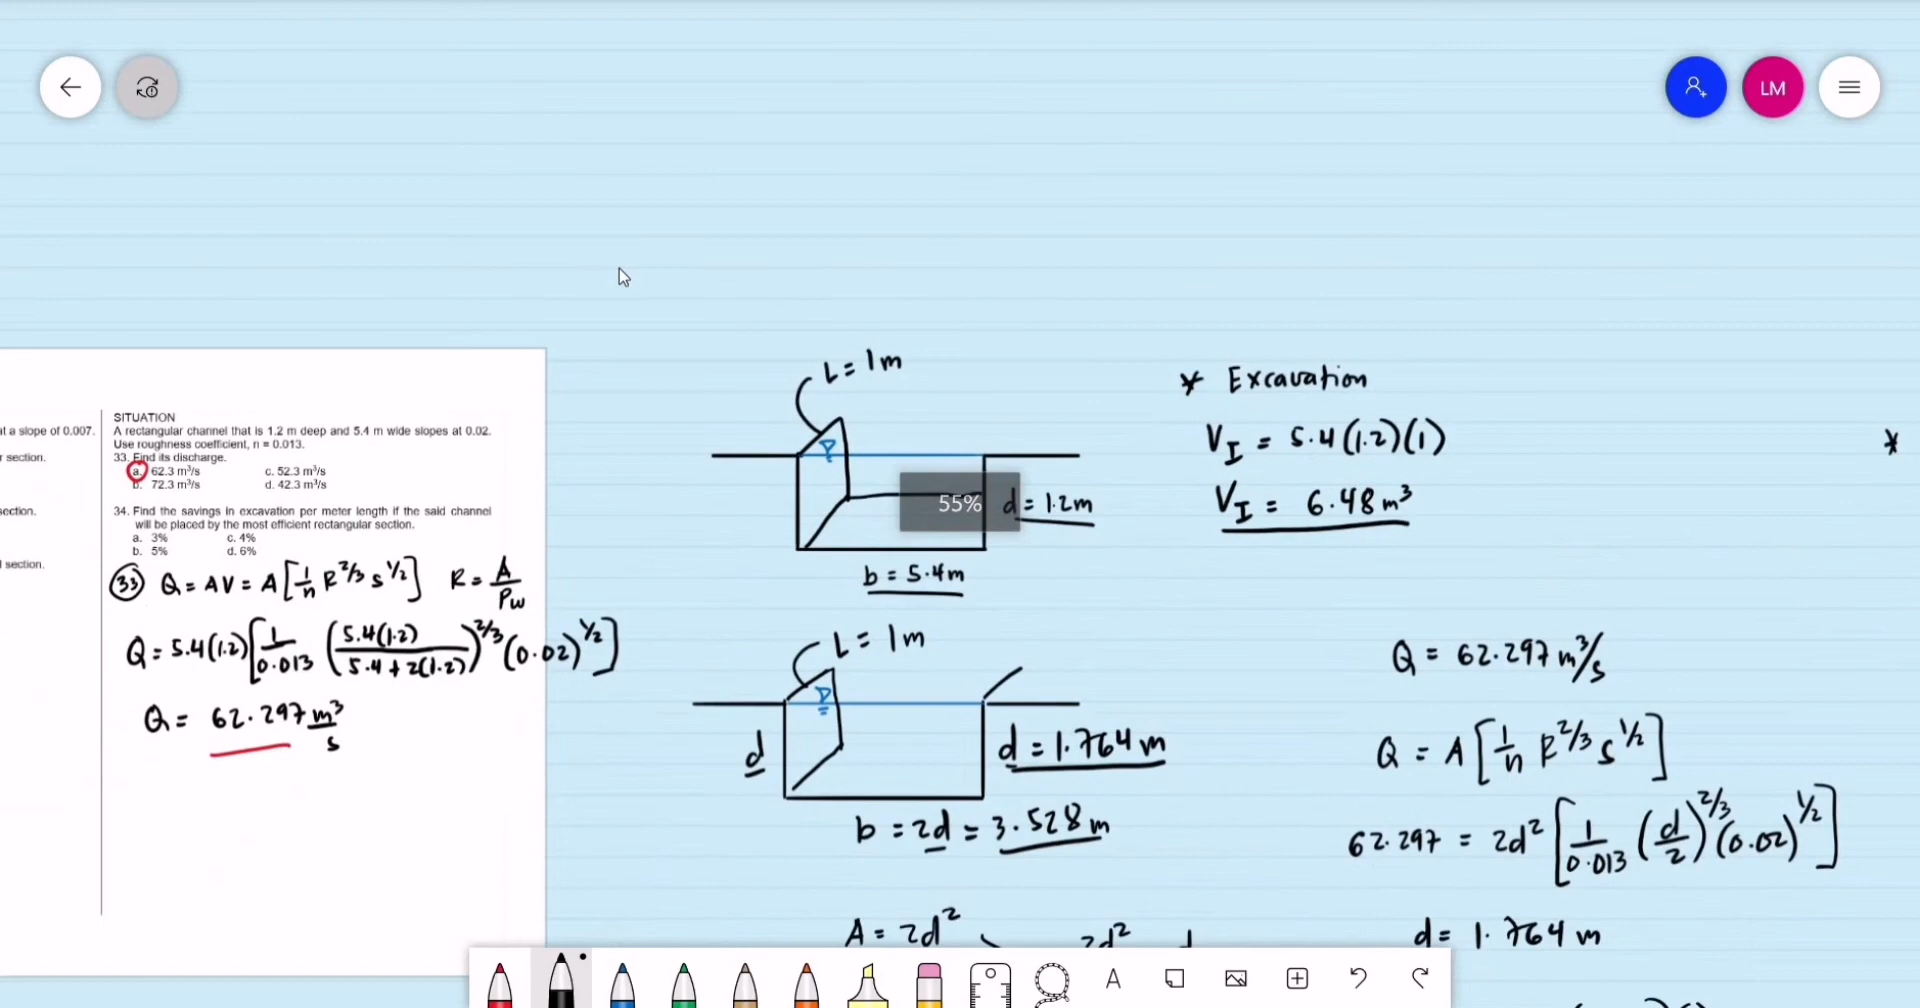 LM
at a slope of 0.007.
r section.
section.
l section.
SITUATION
A rectangular channel that is 1.2 m deep and 5.4 m wide slopes at 0.02.
Use roughness coefficient, n = 0.013.
33. Find its discharge.
a. 62.3 m³/s c. 52.3 m³/s
b. 72.3 m³/s d. 42.3 m³/s
34. Find the savings in excavation per meter length if the said channel
will be placed by the most efficient rectangular section.
a. 3% c. 4%
b. 5% d. 6%
33 Q = AV = A[1/n R^2/3 S^1/2] R = A/Pw
Q = 5.4(1.2)[1/0.013 (5.4(1.2)/5.4+2(1.2))^2/3 (0.02)^1/2]
Q = 62.297 m³/s
L = 1m
55%
d = 1.2m
b = 5.4m
* Excavation
V_I = 5.4(1.2)(1)
V_I = 6.48 m³
*
L = 1m
d
d = 1.764 m
b = 2d = 3.528 m
A = 2d²
2d²
Q = 62.297 m³/s
Q = A[1/n R^2/3 S^1/2]
62.297 = 2d²[1/0.013 (d/2)^2/3 (0.02)^1/2]
d = 1.764 m
A